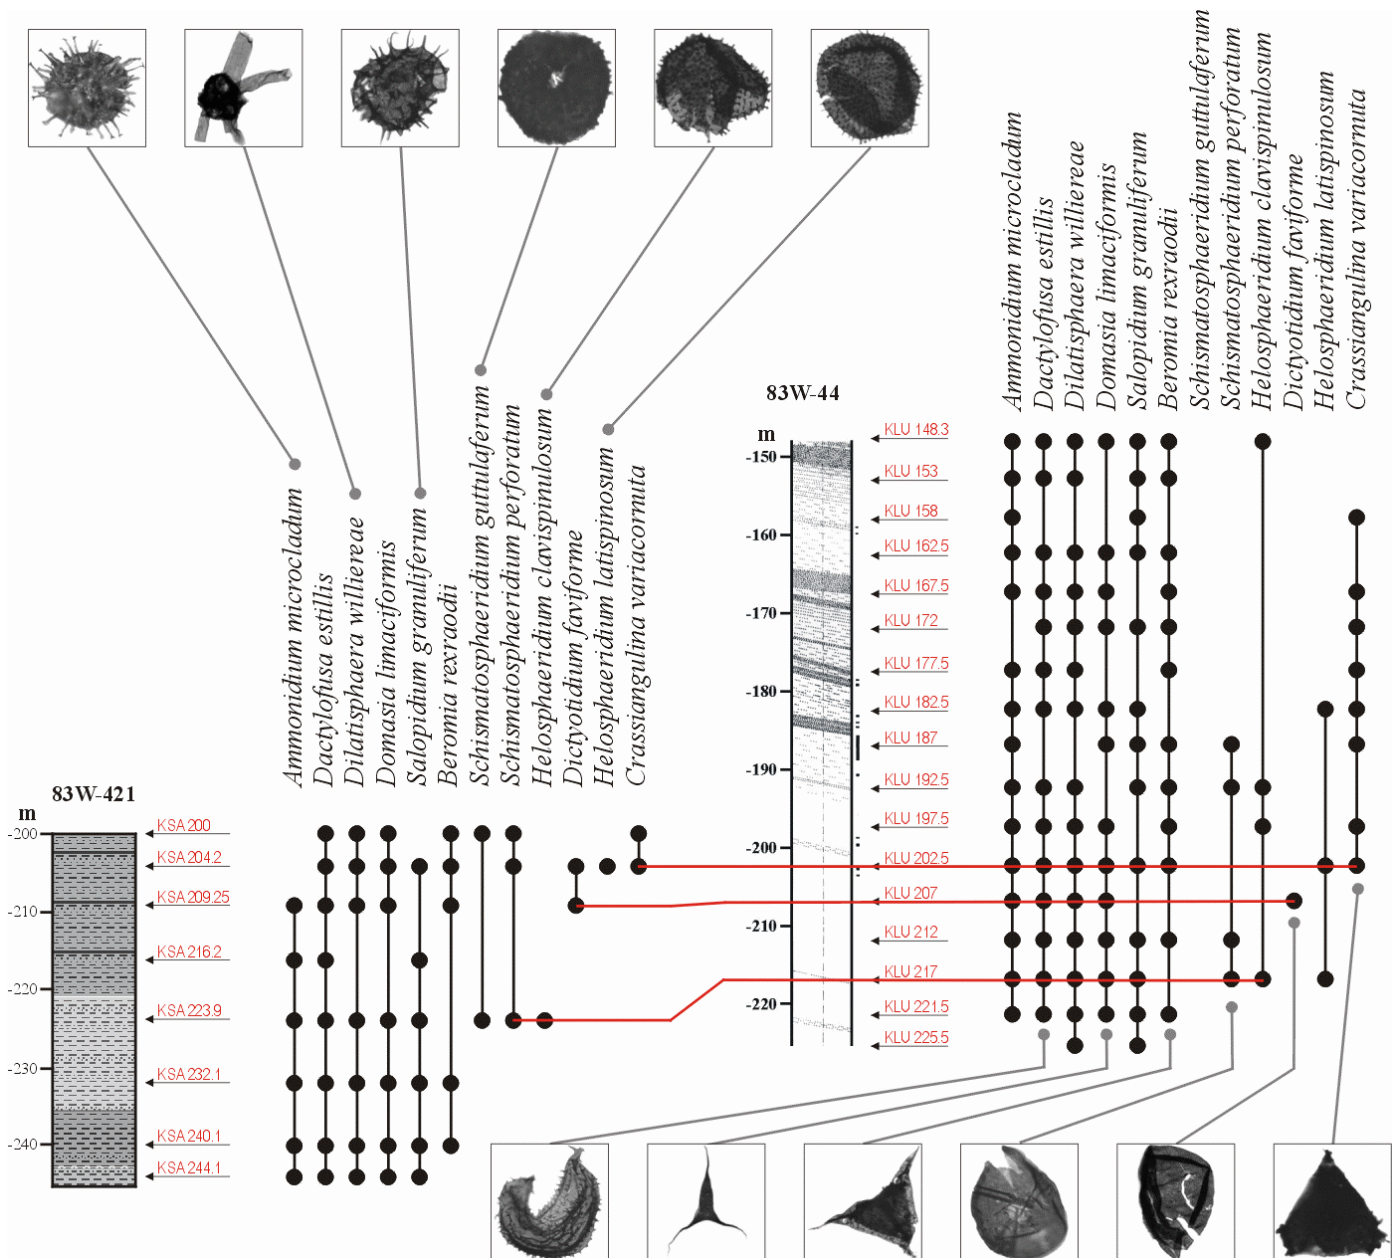 Ammonidium microcladum
Dactylofusa estillis
Dilatisphaera williereae
Domasia limaciformis
Salopidium granuliferum
Beromia rexraodii
Schismatosphaeridium guttulaferum
Schismatosphaeridium perforatum
Helosphaeridium clavispinulosum
Dictyotidium faviforme
Helosphaeridium latispinosum
Crassiangulina variacornuta
83W-44
m
-150
-160
-170
-180
-190
-200
-210
-220
KLU 148.3
KLU 153
KLU 158
KLU 162.5
KLU 167.5
KLU 172
KLU 177.5
KLU 182.5
KLU 187
KLU 192.5
KLU 197.5
KLU 202.5
KLU 207
KLU 212
KLU 217
KLU 221.5
KLU 225.5
Ammonidium microcladum
Dactylofusa estillis
Dilatisphaera williereae
Domasia limaciformis
Salopidium granuliferum
Beromia rexraodii
Schismatosphaeridium guttulaferum
Schismatosphaeridium perforatum
Helosphaeridium clavispinulosum
Dictyotidium faviforme
Helosphaeridium latispinosum
Crassiangulina variacornuta
83W-421
m
-200
-210
-220
-230
-240
KSA 200
KSA 204.2
KSA 209.25
KSA 216.2
KSA 223.9
KSA 232.1
KSA 240.1
KSA 244.1